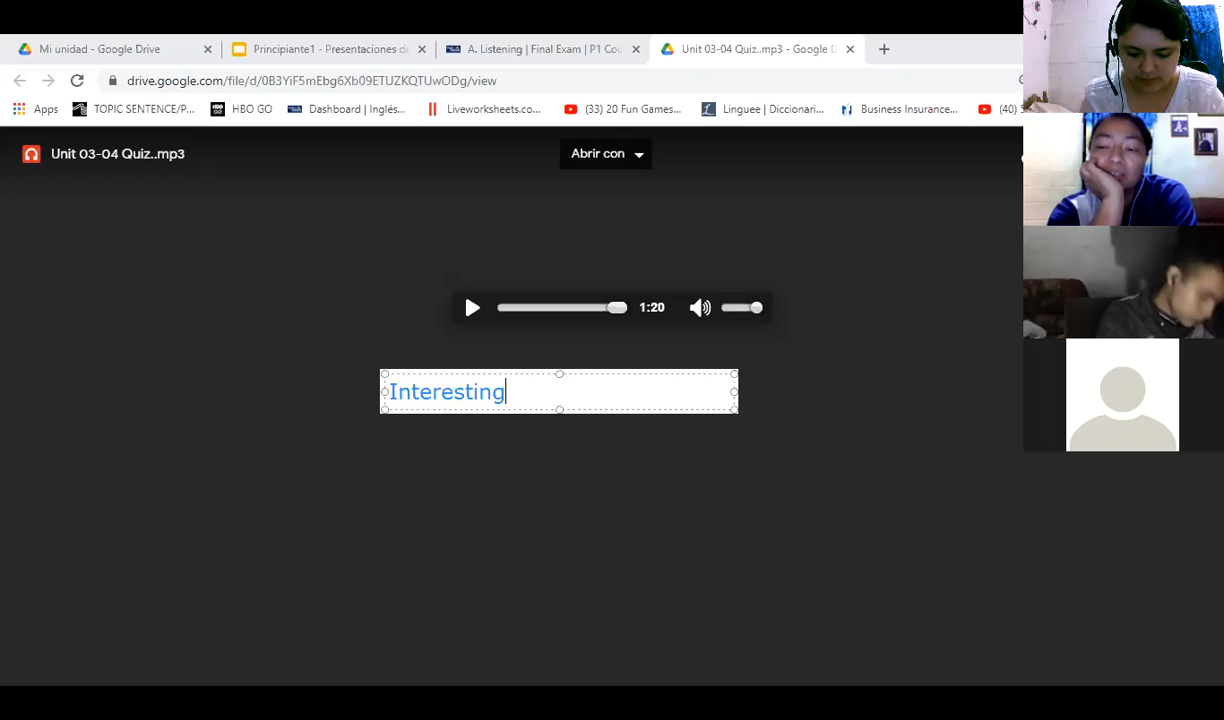 Mi unidad - Google Drive
Principiante1 - Presentaciones de
A. Listening | Final Exam | P1 Cou
Unit 03-04 Quiz..mp3 - Google D
drive.google.com/file/d/0B3YiF5mEbg6Xb09ETUZKQTUwODg/view
Apps
TOPIC SENTENCE/P...
HBO GO
Dashboard | Inglés...
Liveworksheets.co...
(33) 20 Fun Games...
Linguee | Diccionari...
Business Insurance...
(40) S
Unit 03-04 Quiz..mp3
Abrir con
1:20
Interesting